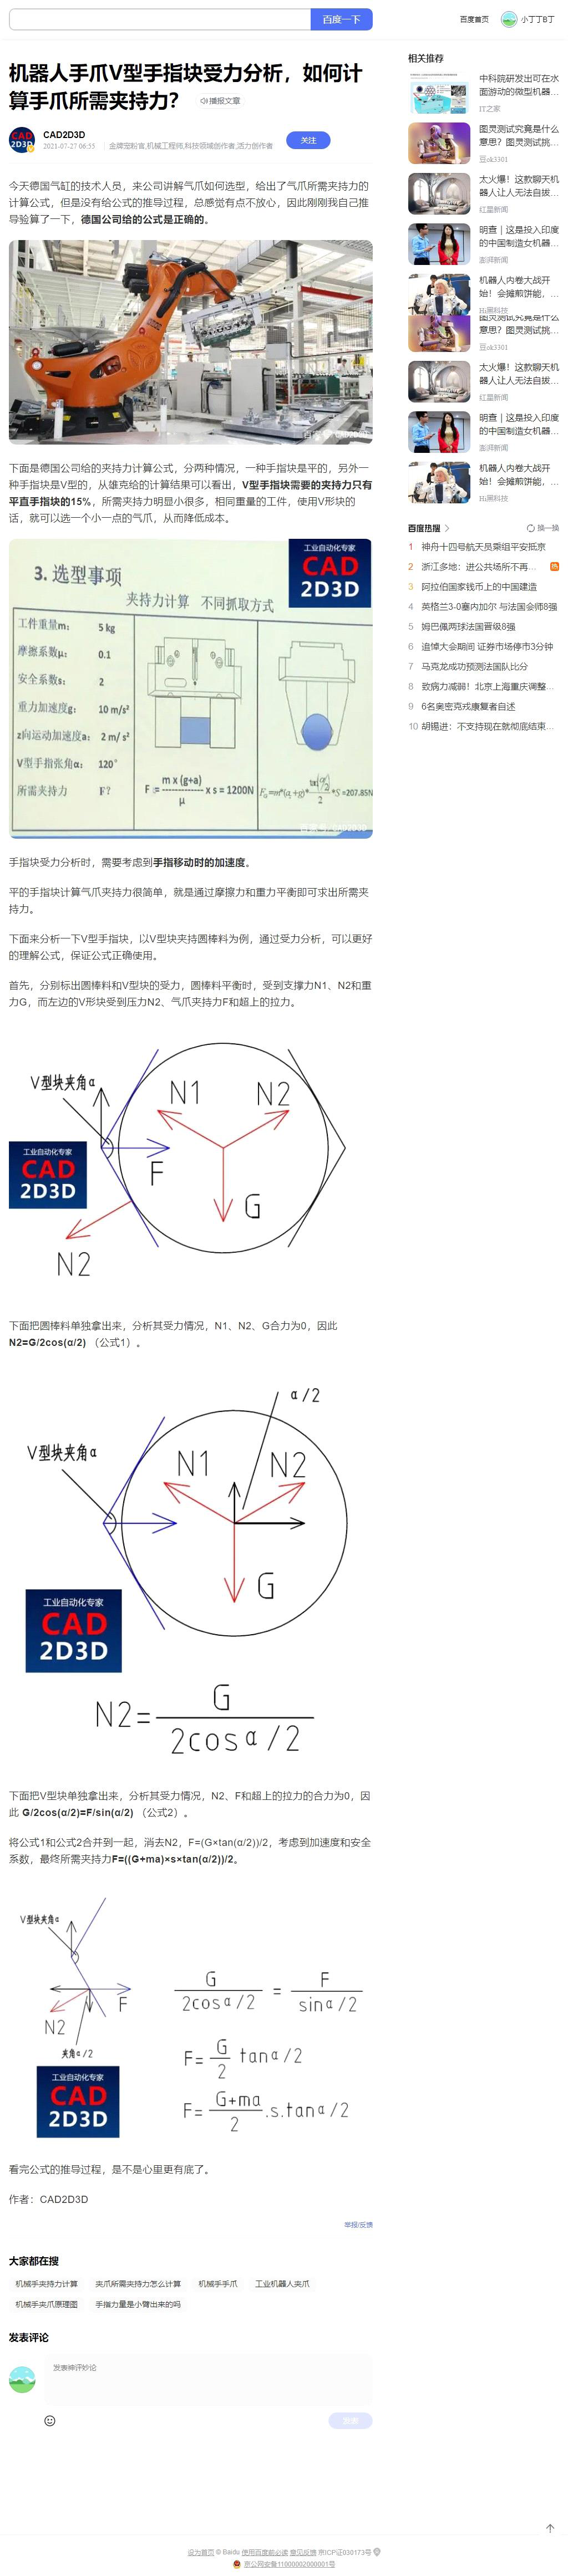 百度一下
百度首页
小丁丁B丁
机器人手爪V型手指块受力分析，如何计
算手爪所需夹持力？
播报文章
CAD2D3D
2021-07-27 06:55
金牌宠粉官,机械工程师,科技领域创作者,活力创作者
关注
今天德国气缸的技术人员，来公司讲解气爪如何选型，给出了气爪所需夹持力的
计算公式，但是没有给公式的推导过程，总感觉有点不放心，因此刚刚我自己推
导验算了一下，德国公司给的公式是正确的。
下面是德国公司给的夹持力计算公式，分两种情况，一种手指块是平的，另外一
种手指块是V型的，从雄克给的计算结果可以看出，V型手指块需要的夹持力只有
平直手指块的15%，所需夹持力明显小很多，相同重量的工件，使用V形块的
话，就可以选一个小一点的气爪，从而降低成本。
工业自动化专家
CAD
2D3D
3. 选型事项
夹持力计算 不同抓取方式
工件重量m： 5 kg
摩擦系数μ： 0.1
安全系数s： 2
重力加速度g： 10 m/s²
z向运动加速度a： 2 m/ s²
V型手指张角α： 120°
所需夹持力 F?
F = m x (g+a) / μ x s = 1200N
手指块受力分析时，需要考虑到手指移动时的加速度。
平的手指块计算气爪夹持力很简单，就是通过摩擦力和重力平衡即可求出所需夹
持力。
下面来分析一下V型手指块，以V型块夹持圆棒料为例，通过受力分析，可以更好
的理解公式，保证公式正确使用。
首先，分别标出圆棒料和V型块的受力，圆棒料平衡时，受到支撑力N1、N2和重
力G，而左边的V形块受到压力N2、气爪夹持力F和超上的拉力。
V型块夹角α
N1
N2
F
G
工业自动化专家
CAD
2D3D
N2
下面把圆棒料单独拿出来，分析其受力情况，N1、N2、G合力为0，因此
N2=G/2cos(α/2) （公式1）。
α/2
V型块夹角α
N1
N2
G
工业自动化专家
CAD
2D3D
N2= G / 2cosα/2
下面把V型块单独拿出来，分析其受力情况，N2、F和超上的拉力的合力为0，因
此 G/2cos(α/2)=F/sin(α/2) （公式2）。
将公式1和公式2合并到一起，消去N2，F=(G×tan(α/2))/2，考虑到加速度和安全
系数，最终所需夹持力F=((G+ma)×s×tan(α/2))/2。
V型块夹角α
F
N2
夹角α/2
工业自动化专家
CAD
2D3D
G / 2cosα/2 = F / sinα/2
F= G/2 tanα/2
F= G+ma/2 .s.tanα/2
看完公式的推导过程，是不是心里更有底了。
作者：CAD2D3D
举报/反馈
大家都在搜
机械手夹持力计算
夹爪所需夹持力怎么计算
机械手手爪
工业机器人夹爪
机械手夹爪原理图
手指力量是小臂出来的吗
发表评论
发表神评妙论
发表
相关推荐
中科院研发出可在水
面游动的微型机器...
IT之家
图灵测试究竟是什么
意思？图灵测试挑...
豆ok3301
太火爆！这款聊天机
器人让人无法自拔...
红星新闻
明查｜这是投入印度
的中国制造女机器...
澎湃新闻
机器人内卷大战开
始！会摊煎饼能，...
Hi黑科技
图灵测试究竟是什么
意思？图灵测试挑...
豆ok3301
太火爆！这款聊天机
器人让人无法自拔...
红星新闻
明查｜这是投入印度
的中国制造女机器...
澎湃新闻
机器人内卷大战开
始！会摊煎饼能，...
Hi黑科技
百度热搜
换一换
1 神舟十四号航天员乘组平安抵京
2 浙江多地：进公共场所不再... 热
3 阿拉伯国家钱币上的中国建造
4 英格兰3-0塞内加尔 与法国会师8强
5 姆巴佩两球法国晋级8强
6 追悼大会期间 证券市场停市3分钟
7 马克龙成功预测法国队比分
8 致病力减弱！北京上海重庆调整...
9 6名奥密克戎康复者自述
10 胡锡进：不支持现在就彻底结束...
设为首页 © Baidu 使用百度前必读 意见反馈 京ICP证030173号
京公网安备11000002000001号